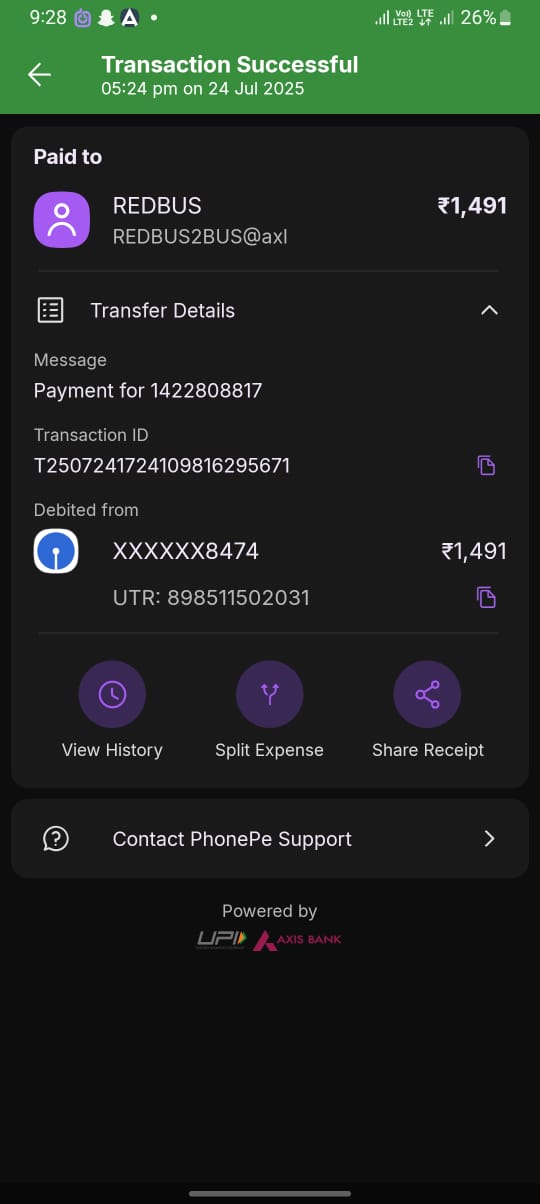 9:28
Vo) LTE
LTE2
26%
Transaction Successful
05:24 pm on 24 Jul 2025
Paid to
REDBUS ₹1,491
REDBUS2BUS@axl
Transfer Details
Message
Payment for 1422808817
Transaction ID
T2507241724109816295671
Debited from
XXXXXX8474 ₹1,491
UTR: 898511502031
View History Split Expense Share Receipt
Contact PhonePe Support
Powered by
UPI AXIS BANK